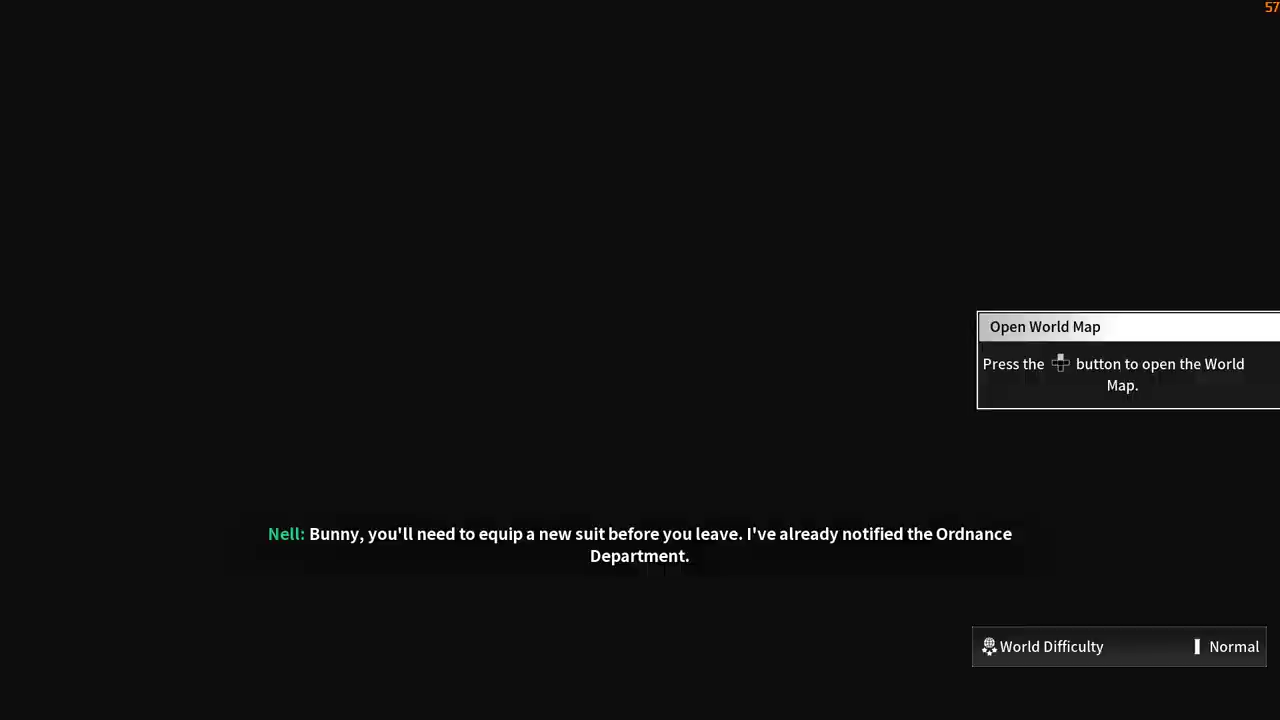 57
Open World Map
Press the button to open the World
Map.
Nell: Bunny, you'll need to equip a new suit before you leave. I've already notified the Ordnance
Department.
World Difficulty Normal